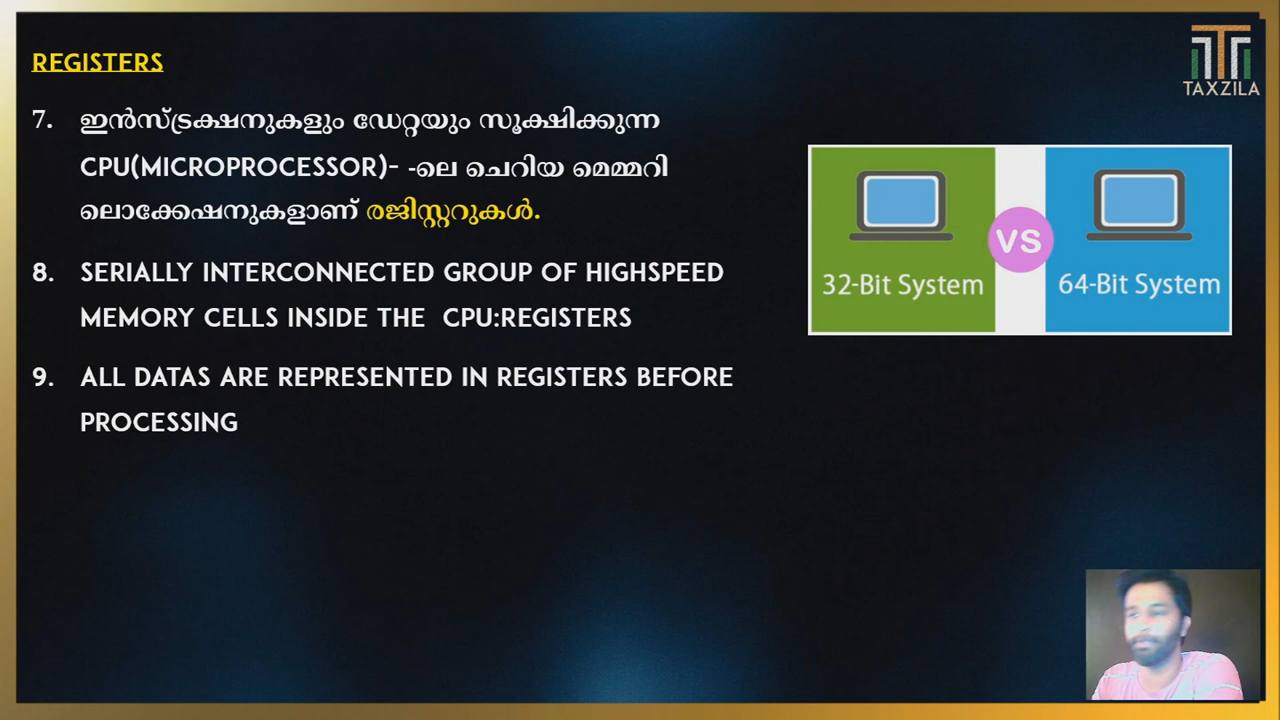 REGISTERS
7. ഇൻസ്ട്രക്ഷനുകളും ഡേറ്റയും സൂക്ഷിക്കുന്ന
CPU(MICROPROCESSOR)- -ലെ ചെറിയ മെമ്മറി
ലൊക്കേഷനുകളാണ് രജിസ്റ്ററുകൾ.
8. SERIALLY INTERCONNECTED GROUP OF HIGHSPEED
MEMORY CELLS INSIDE THE CPU:REGISTERS
9. ALL DATAS ARE REPRESENTED IN REGISTERS BEFORE
PROCESSING
TAXZILA
VS
32-Bit System
64-Bit System